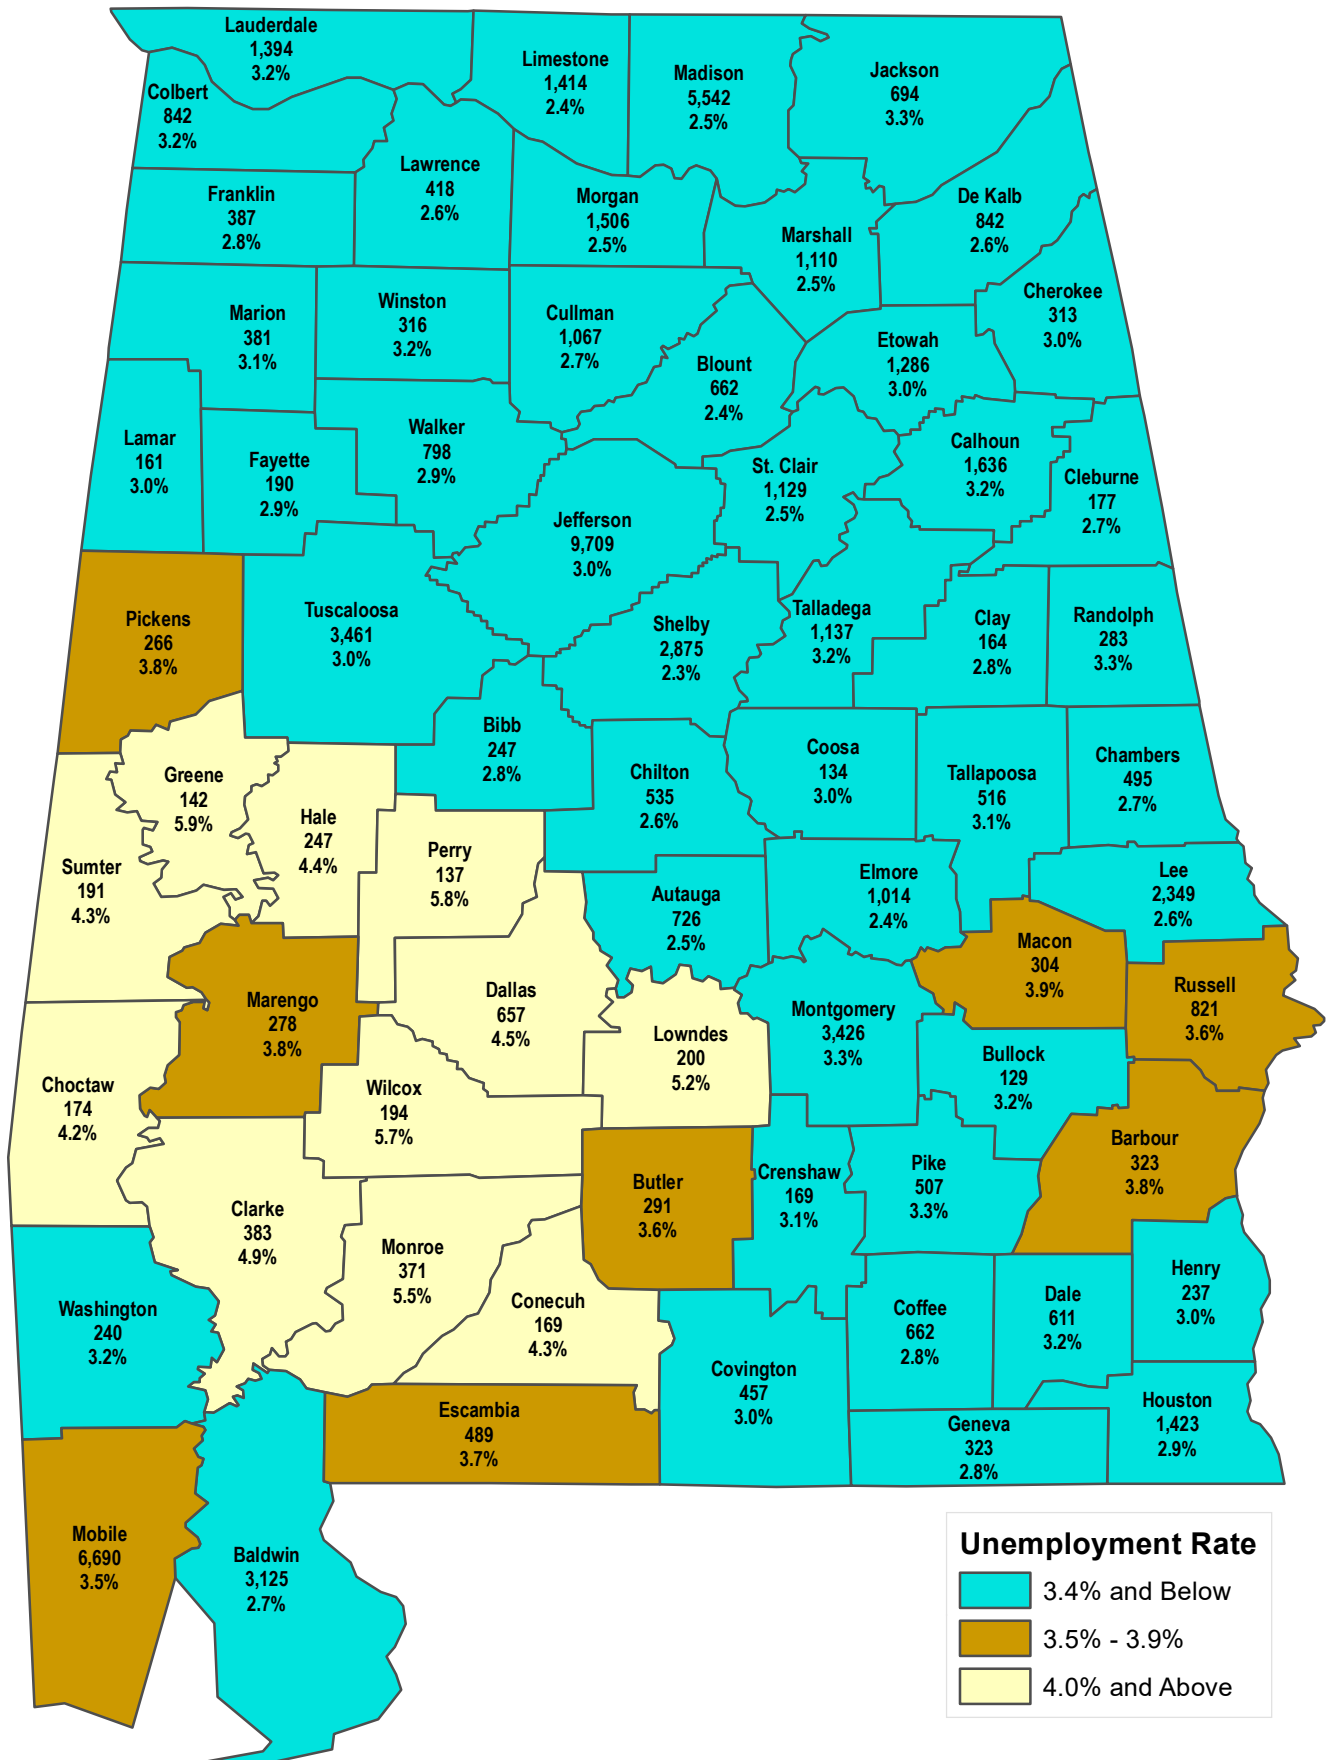 Lauderdale
1,394
3.2%
Limestone
1,414
2.4%
Madison
5,542
2.5%
Jackson
694
3.3%
Colbert
842
3.2%
Lawrence
418
2.6%
Franklin
387
2.8%
Morgan
1,506
2.5%
De Kalb
842
2.6%
Marshall
1,110
2.5%
Cherokee
313
3.0%
Marion
381
3.1%
Winston
316
3.2%
Cullman
1,067
2.7%
Etowah
1,286
3.0%
Blount
662
2.4%
Lamar
161
3.0%
Fayette
190
2.9%
Walker
798
2.9%
St. Clair
1,129
2.5%
Calhoun
1,636
3.2%
Cleburne
177
2.7%
Jefferson
9,709
3.0%
Pickens
266
3.8%
Tuscaloosa
3,461
3.0%
Shelby
2,875
2.3%
Talladega
1,137
3.2%
Clay
164
2.8%
Randolph
283
3.3%
Bibb
247
2.8%
Greene
142
5.9%
Hale
247
4.4%
Chilton
535
2.6%
Coosa
134
3.0%
Tallapoosa
516
3.1%
Chambers
495
2.7%
Sumter
191
4.3%
Perry
137
5.8%
Autauga
726
2.5%
Elmore
1,014
2.4%
Lee
2,349
2.6%
Macon
304
3.9%
Russell
821
3.6%
Marengo
278
3.8%
Dallas
657
4.5%
Lowndes
200
5.2%
Montgomery
3,426
3.3%
Bullock
129
3.2%
Choctaw
174
4.2%
Wilcox
194
5.7%
Barbour
323
3.8%
Butler
291
3.6%
Crenshaw
169
3.1%
Pike
507
3.3%
Clarke
383
4.9%
Monroe
371
5.5%
Conecuh
169
4.3%
Washington
240
3.2%
Covington
457
3.0%
Coffee
662
2.8%
Dale
611
3.2%
Henry
237
3.0%
Houston
1,423
2.9%
Geneva
323
2.8%
Escambia
489
3.7%
Mobile
6,690
3.5%
Baldwin
3,125
2.7%
Unemployment Rate
3.4% and Below
3.5% - 3.9%
4.0% and Above